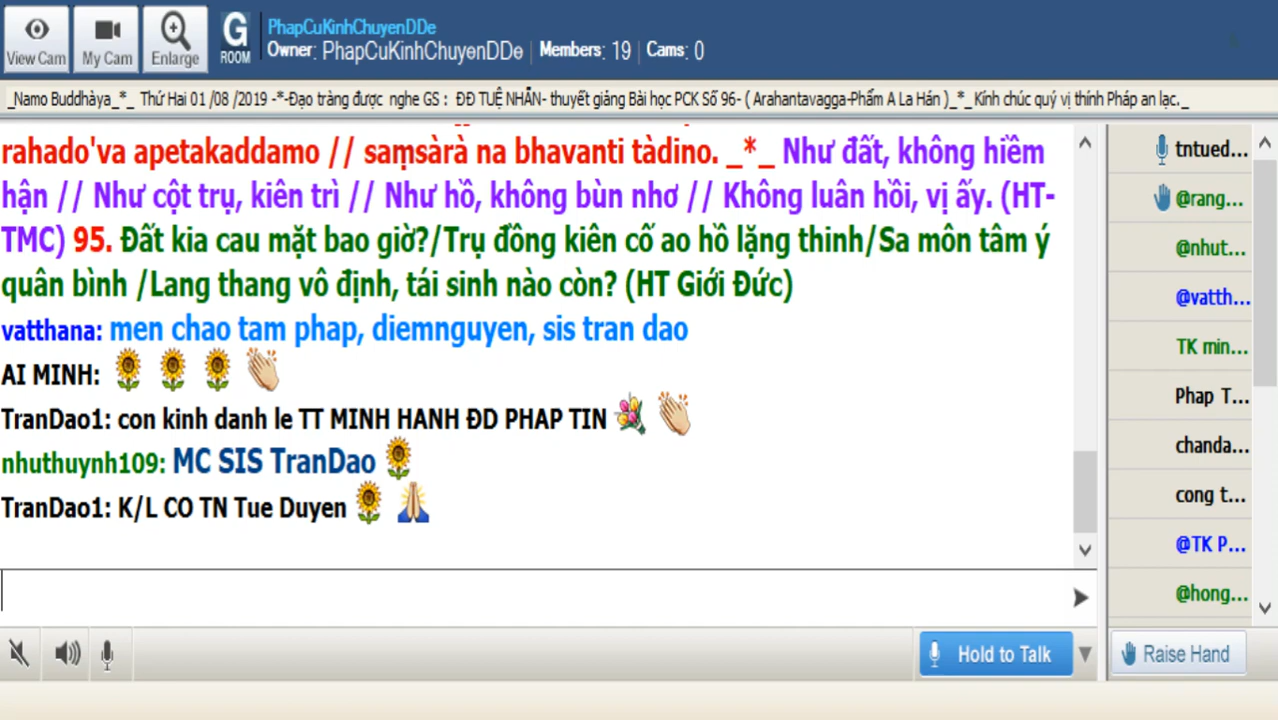 View Cam
My Cam
Enlarge
G
ROOM
PhapCuKinhChuyenDDe
Owner: PhapCuKinhChuyenDDe | Members: 19 | Cams: 0
_Namo Buddhàya_*_ Thứ Hai 01 /08 /2019 -*-Đạo tràng được nghe GS : ĐĐ TUỆ NHẪN- thuyết giảng Bài học PCK Số 96- ( Arahantavagga-Phẩm A La Hán )_*_ Kính chúc quý vị thính Pháp an lạc._
rahado'va apetakaddamo // saṃsàrà na bhavanti tàdino. _*_ Như đất, không hiềm
hận // Như cột trụ, kiên trì // Như hồ, không bùn nhơ // Không luân hồi, vị ấy. (HT-
TMC) 95. Đất kia cau mặt bao giờ?/Trụ đồng kiên cố ao hồ lặng thinh/Sa môn tâm ý
quân bình /Lang thang vô định, tái sinh nào còn? (HT Giới Đức)
vatthana: men chao tam phap, diemnguyen, sis tran dao
AI MINH:
TranDao1: con kinh danh le TT MINH HANH ĐD PHAP TIN
nhuthuynh109: MC SIS TranDao
TranDao1: K/L CO TN Tue Duyen
tntued...
@rang...
@nhut...
@vatth...
TK min...
Phap T...
chanda...
cong t...
@TK P...
@hong...
Hold to Talk
Raise Hand